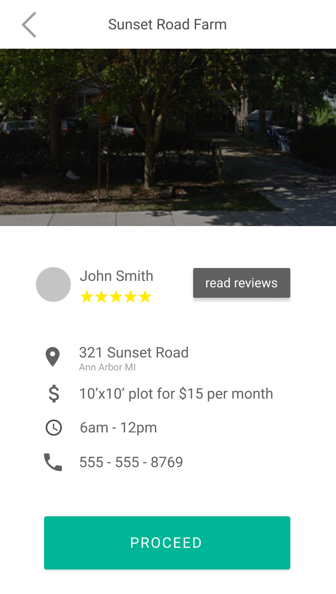 Sunset Road Farm
John Smith
read reviews
321 Sunset Road
Ann Arbor MI
10'x10' plot for $15 per month
6am - 12pm
555 - 555 - 8769
PROCEED